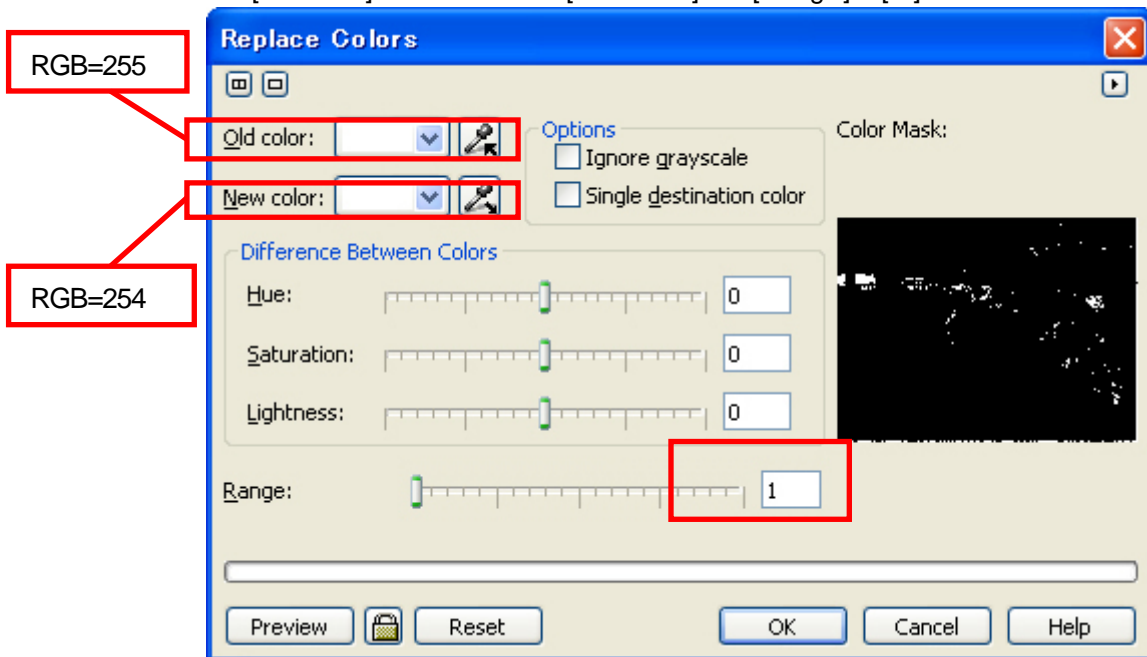 Replace Colors
RGB=255
Old color:
Options
Color Mask:
Ignore grayscale
New color:
Single destination color
Difference Between Colors
RGB=254
Hue:
0
Saturation:
0
Lightness:
0
Range:
1
Preview
Reset
OK
Cancel
Help